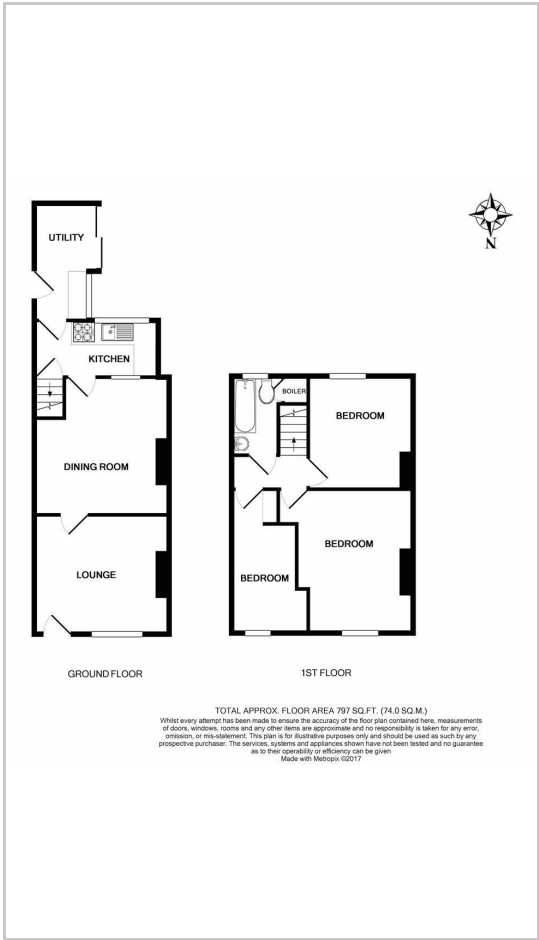 UTILITY
N
KITCHEN
BOILER
BEDROOM
DINING ROOM
BEDROOM
LOUNGE
BEDROOM
GROUND FLOOR
1ST FLOOR
TOTAL APPROX. FLOOR AREA 797 SQ.FT. (74.0 SQ.M.)
Whilst every attempt has been made to ensure the accuracy of the floor plan contained here, measurements
of doors, windows, rooms and any other items are approximate and no responsibility is taken for any error,
omission, or mis-statement. This plan is for illustrative purposes only and should be used as such by any
prospective purchaser. The services, systems and appliances shown have not been tested and no guarantee
as to their operability or efficiency can be given
Made with Metropix ©2017